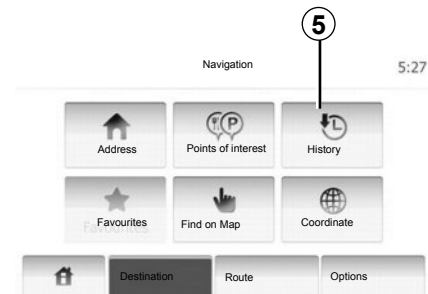 5
Navigation
5:27
Address
Points of interest
History
Favourites
Find on Map
Coordinate
Destination
Route
Options